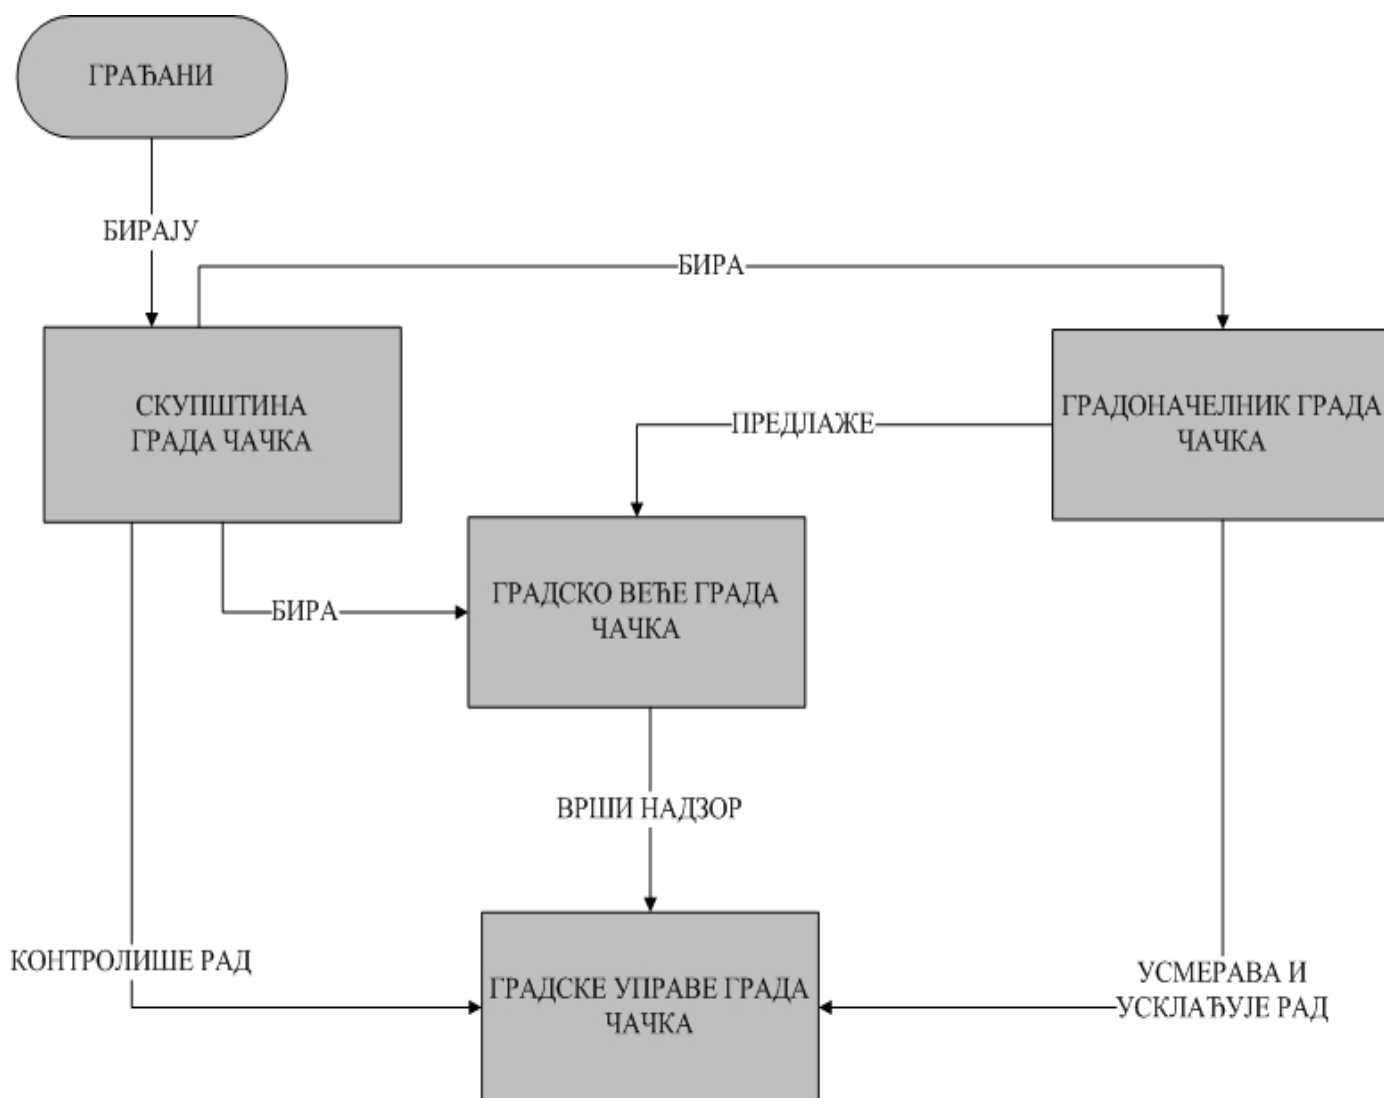 ГРАЂАНИ
БИРАЈУ
БИРА
СКУПШТИНА
ГРАДА ЧАЧКА
ГРАДОНАЧЕЛНИК ГРАДА
ЧАЧКА
ПРЕДЛАЖЕ
ГРАДСКО ВЕЋЕ ГРАДА
ЧАЧКА
БИРА
ВРШИ НАДЗОР
КОНТРОЛИШЕ РАД
ГРАДСКЕ УПРАВЕ ГРАДА
ЧАЧКА
УСМЕРАВА И
УСКЛАЂУЈЕ РАД